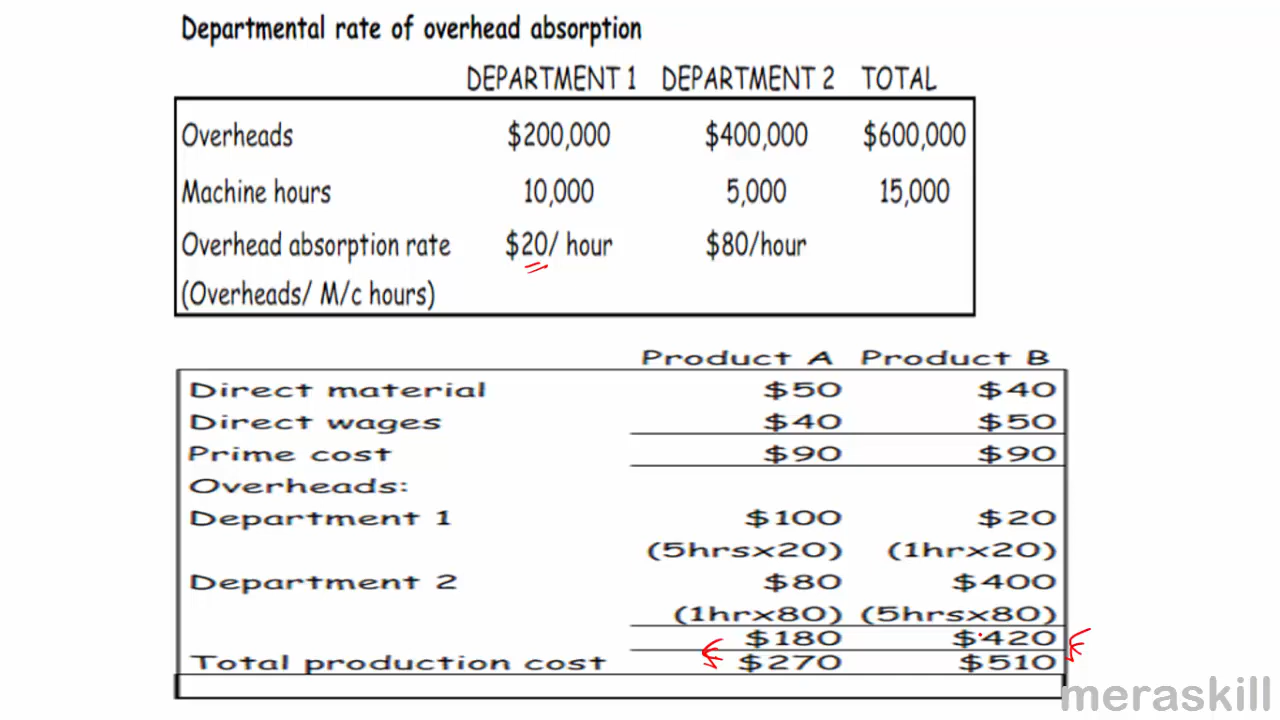 Departmental rate of overhead absorption
DEPARTMENT 1 DEPARTMENT 2 TOTAL
Overheads $200,000 $400,000 $600,000
Machine hours 10,000 5,000 15,000
Overhead absorption rate $20/ hour $80/hour
(Overheads/ M/c hours)
Product A Product B
Direct material $50 $40
Direct wages $40 $50
Prime cost $90 $90
Overheads:
Department 1 $100 $20
(5hrsx20) (1hrx20)
Department 2 $80 $400
(1hrx80) (5hrsx80)
$180 $420
Total production cost $270 $510
meraskill